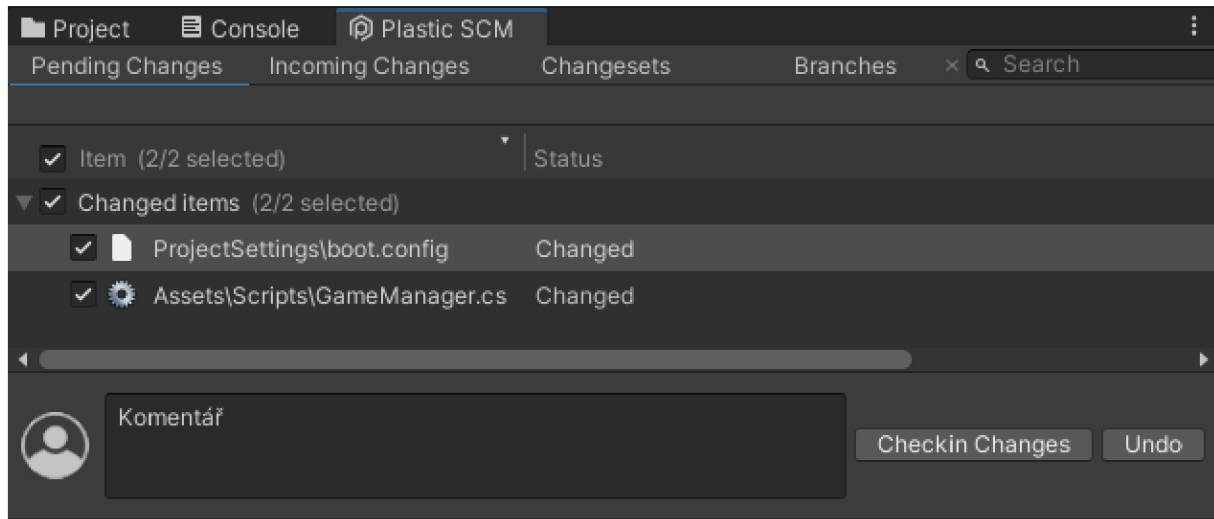 Project Console Plastic SCM
Pending Changes Incoming Changes Changesets Branches × Search
Item (2/2 selected) Status
Changed items (2/2 selected)
ProjectSettings\boot.config Changed
Assets\Scripts\GameManager.cs Changed
Komentář
Checkin Changes Undo